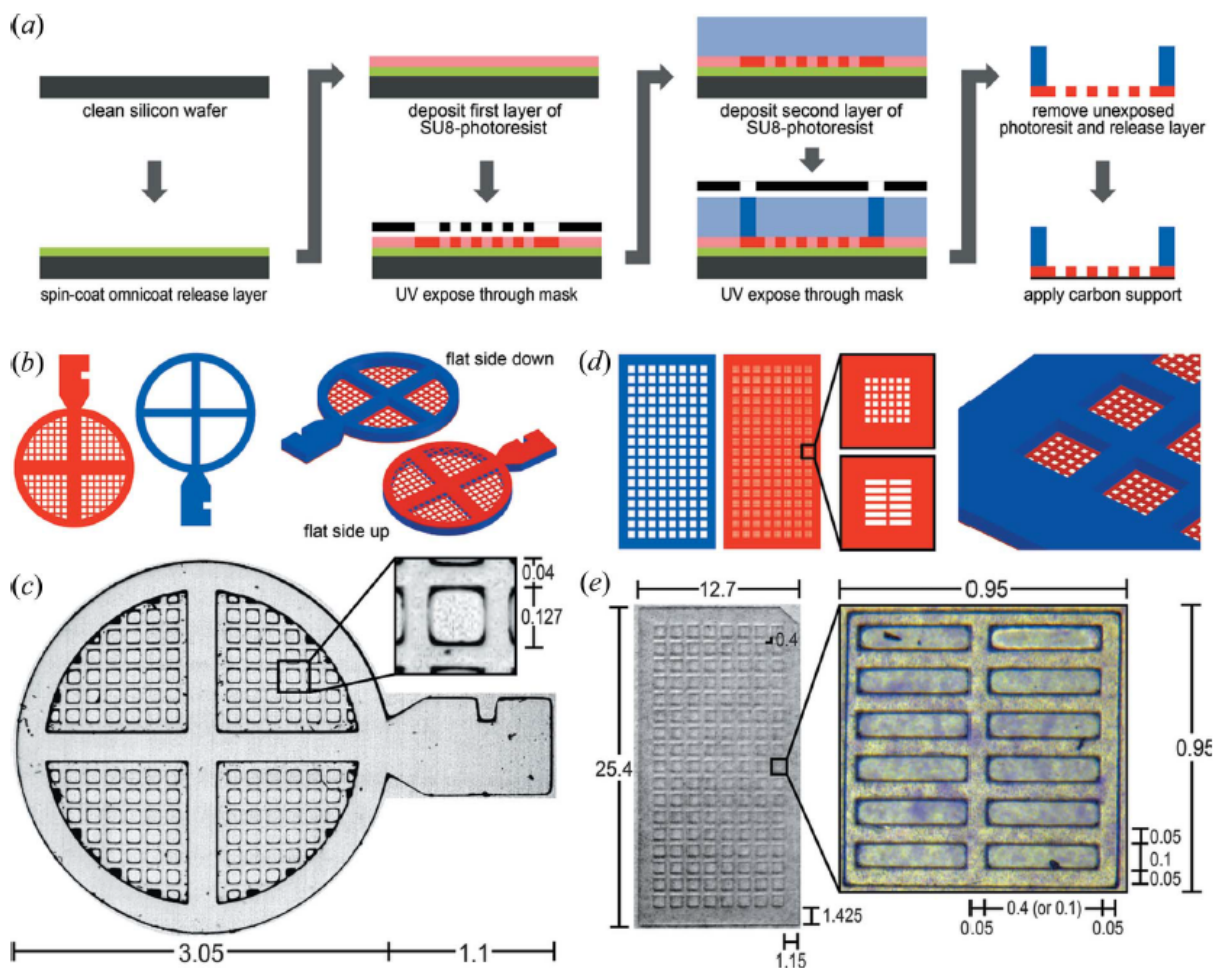 (a)
clean silicon wafer
spin-coat omnicoat release layer
deposit first layer of
SU8-photoresist
UV expose through mask
deposit second layer of
SU8-photoresist
UV expose through mask
remove unexposed
photoresit and release layer
apply carbon support
(b)
flat side down
flat side up
(c)
0.04
0.127
3.05
1.1
(d)
(e)
12.7
0.4
25.4
1.425
1.15
0.95
0.95
0.05
0.1
0.05
0.4 (or 0.1)
0.05
0.05